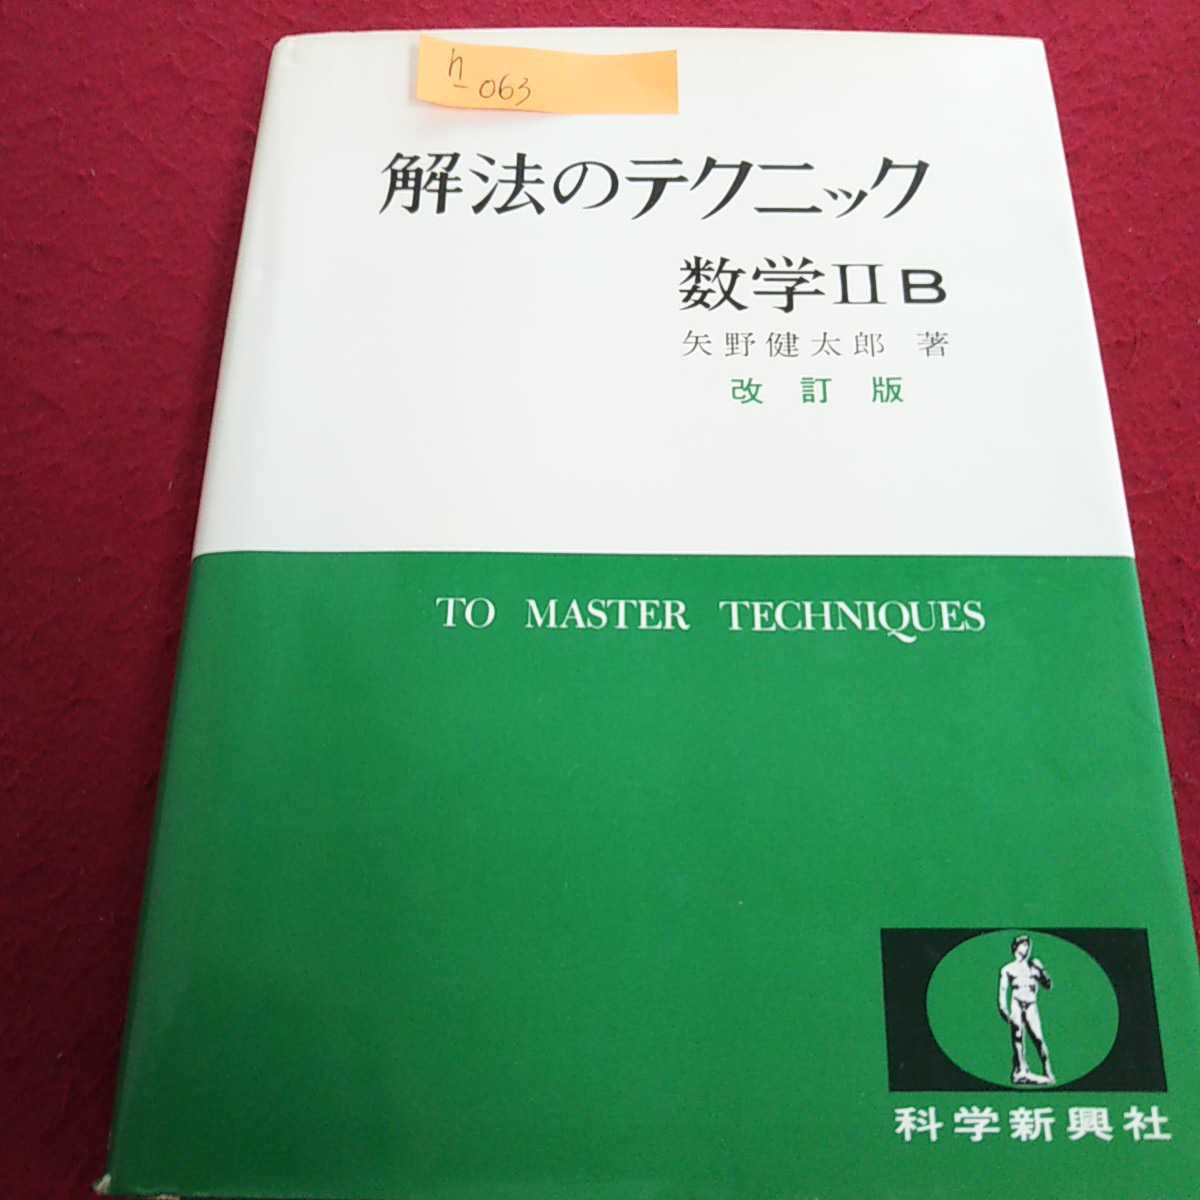 h-063
解法のテクニック
数学ⅡB
矢野健太郎 著
改訂版
TO MASTER TECHNIQUES
科学新興社